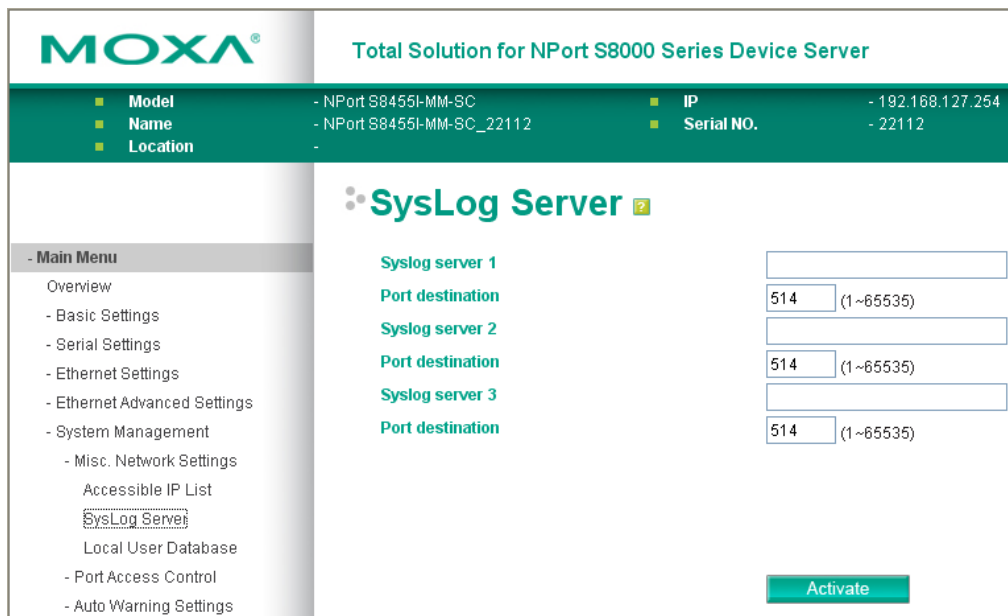 MOXA®
Total Solution for NPort S8000 Series Device Server
Model - NPort S8455I-MM-SC IP - 192.168.127.254
Name - NPort S8455I-MM-SC_22112 Serial NO. - 22112
Location -
SysLog Server ?
- Main Menu
Overview
- Basic Settings
- Serial Settings
- Ethernet Settings
- Ethernet Advanced Settings
- System Management
- Misc. Network Settings
Accessible IP List
SysLog Server
Local User Database
- Port Access Control
- Auto Warning Settings
Syslog server 1
Port destination 514 (1~65535)
Syslog server 2
Port destination 514 (1~65535)
Syslog server 3
Port destination 514 (1~65535)
Activate